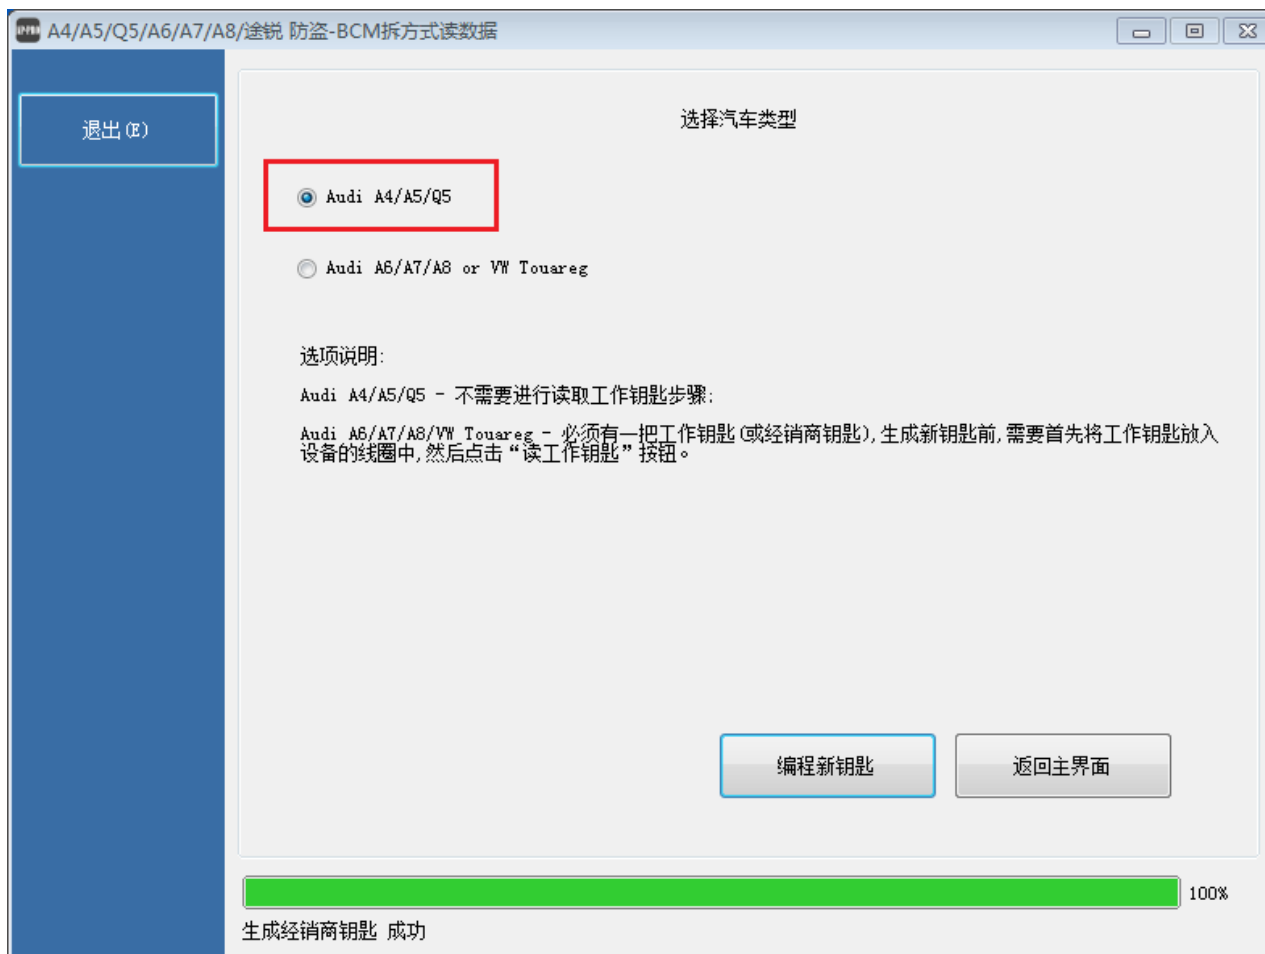 A4/A5/Q5/A6/A7/A8/途锐 防盗-BCM拆方式读数据
退出(E)
选择汽车类型
Audi A4/A5/Q5
Audi A6/A7/A8 or VW Touareg
选项说明:
Audi A4/A5/Q5 - 不需要进行读取工作钥匙步骤;
Audi A6/A7/A8/VW Touareg - 必须有一把工作钥匙(或经销商钥匙),生成新钥匙前,需要首先将工作钥匙放入
设备的线圈中,然后点击“读工作钥匙”按钮。
编程新钥匙
返回主界面
100%
生成经销商钥匙 成功